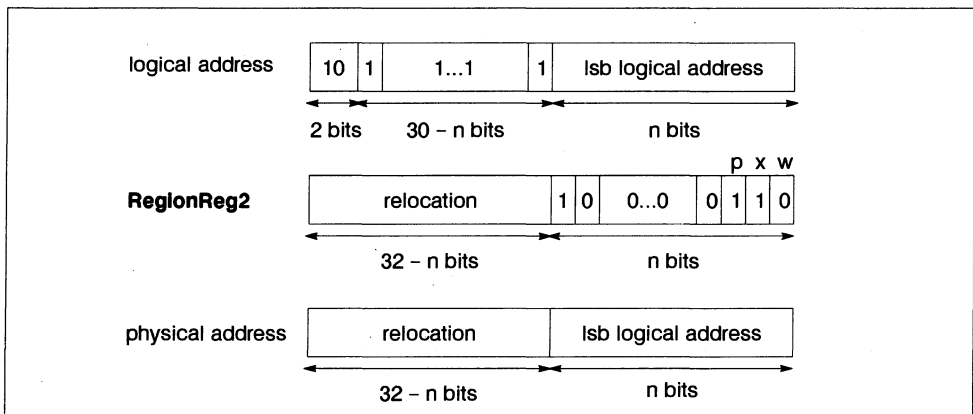 logical address 10 1 1...1 1 lsb logical address
2 bits 30 – n bits n bits
p x w
RegionReg2 relocation 1 0 0...0 0 1 1 0
32 – n bits n bits
physical address relocation lsb logical address
32 – n bits n bits